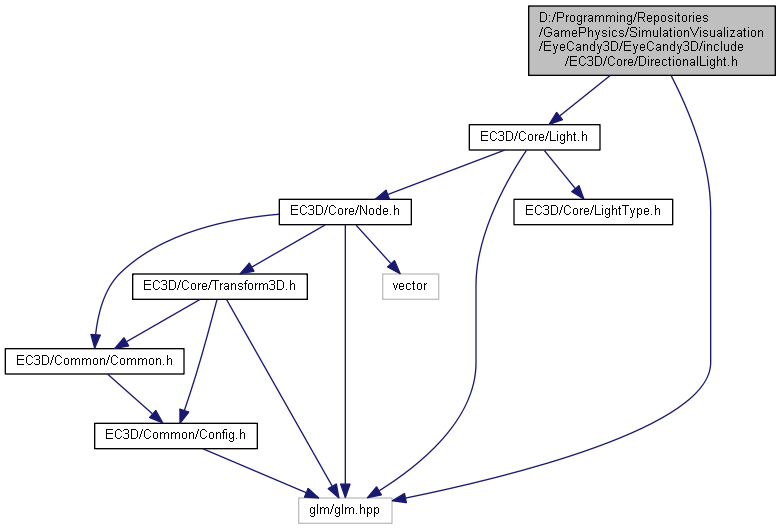 D:/Programming/Repositories
/GamePhysics/SimulationVisualization
/EyeCandy3D/EyeCandy3D/include
/EC3D/Core/DirectionalLight.h
EC3D/Core/Light.h
EC3D/Core/Node.h
EC3D/Core/LightType.h
EC3D/Core/Transform3D.h
vector
EC3D/Common/Common.h
EC3D/Common/Config.h
glm/glm.hpp